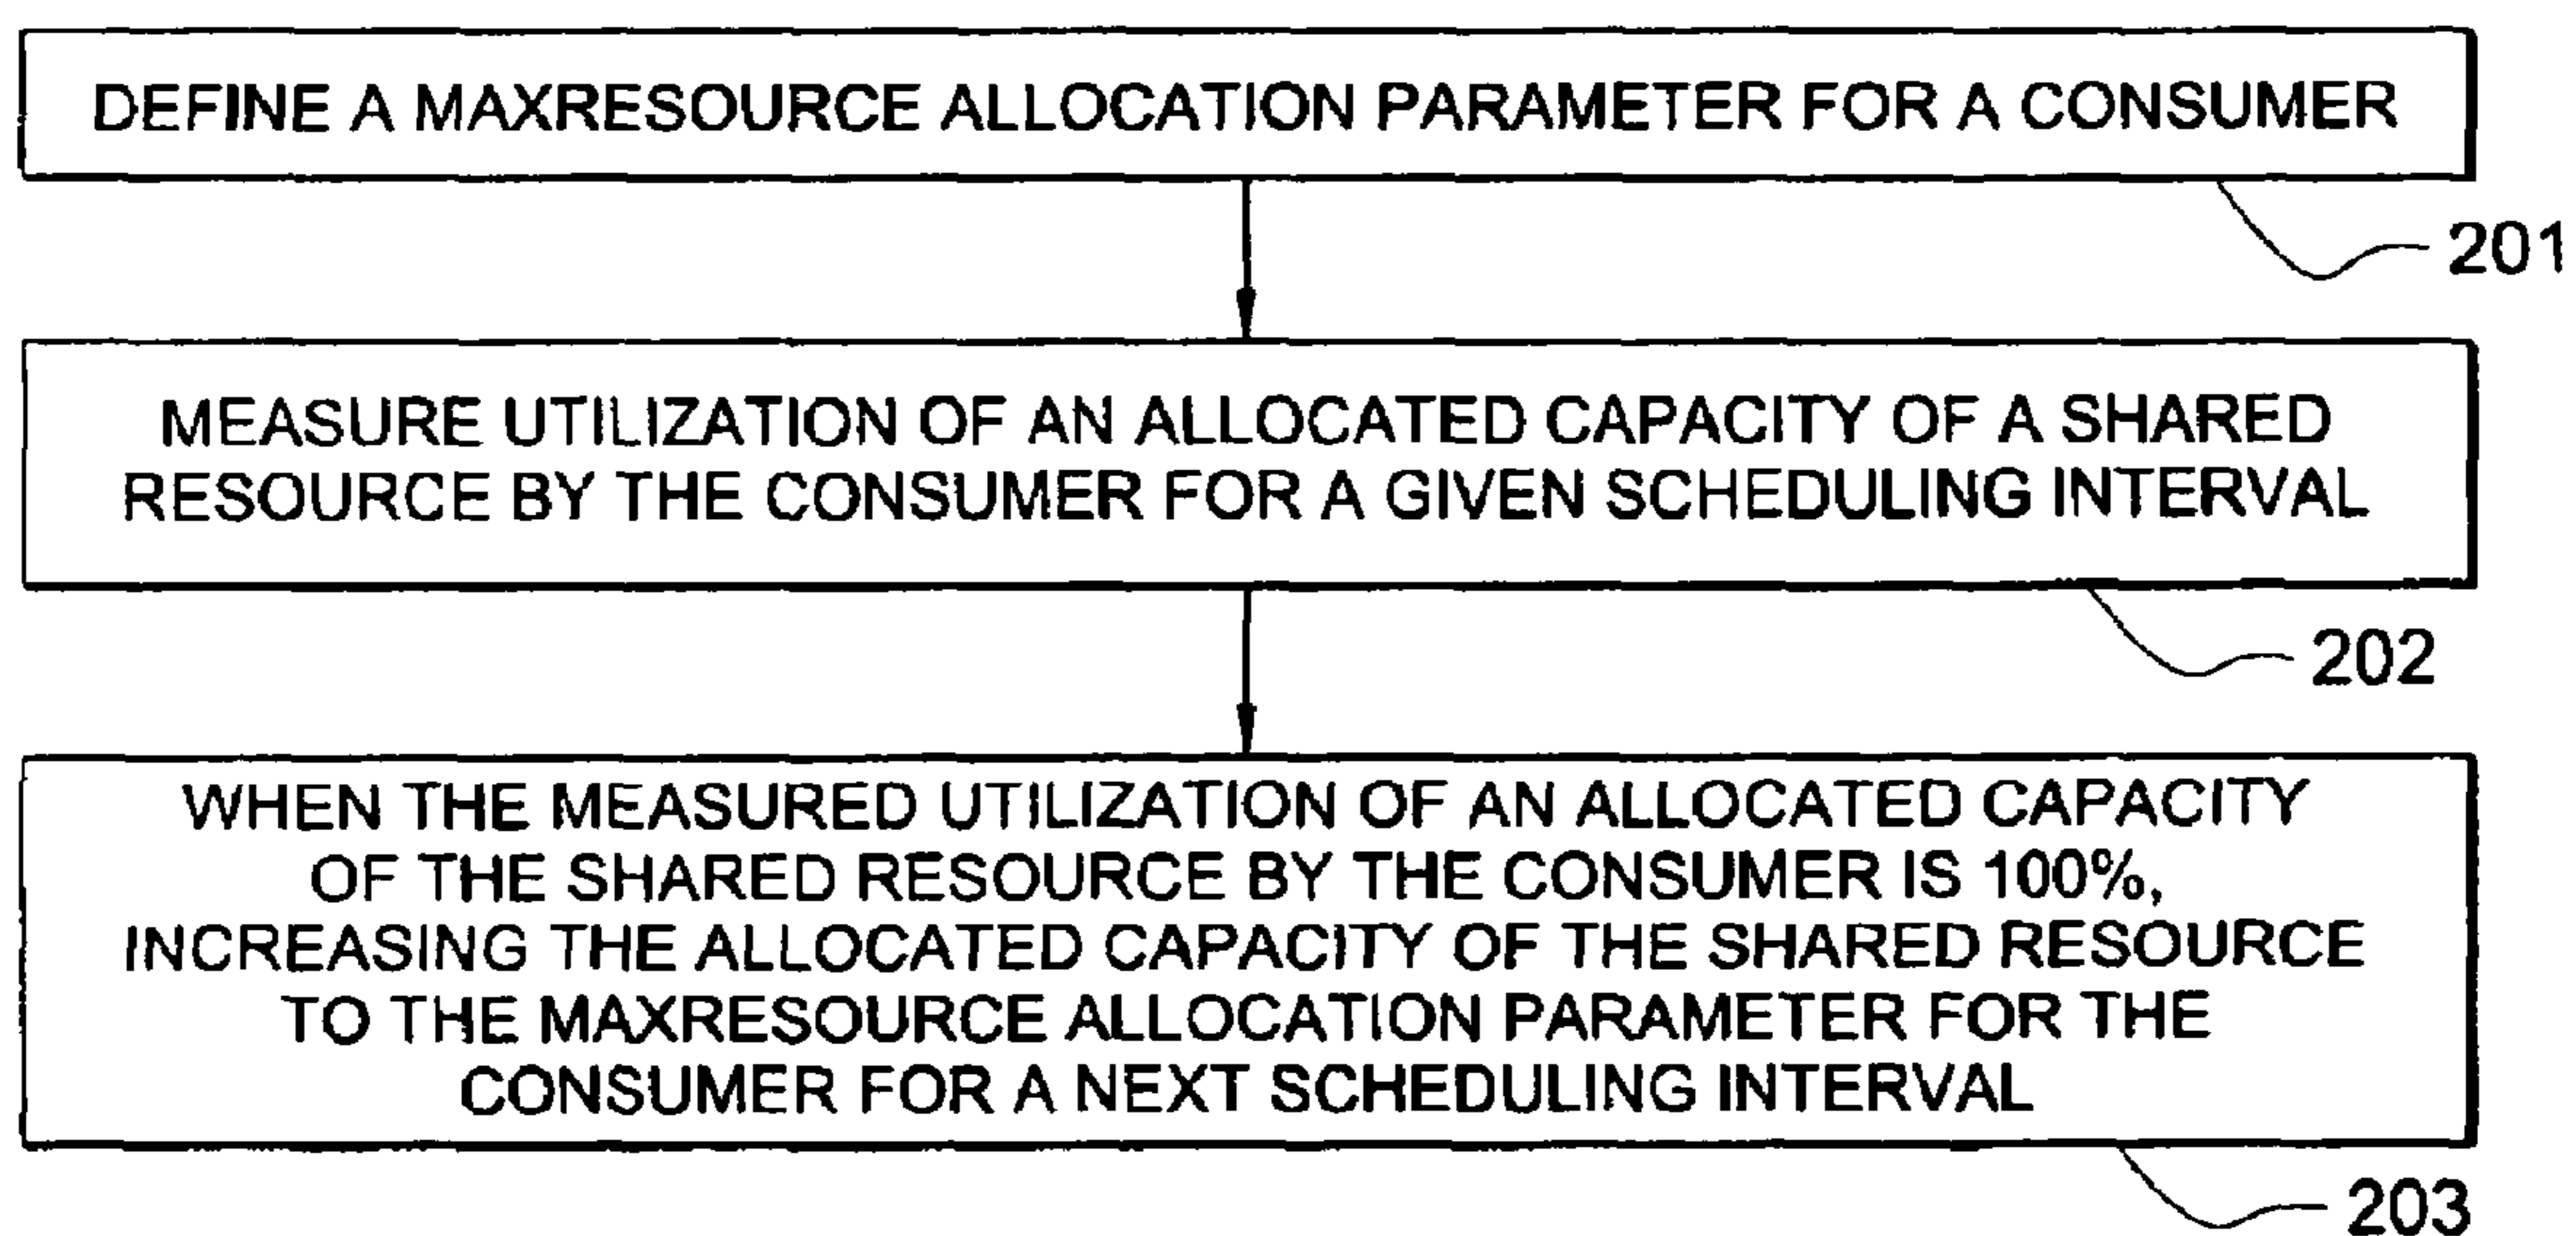 DEFINE A MAXRESOURCE ALLOCATION PARAMETER FOR A CONSUMER
201
MEASURE UTILIZATION OF AN ALLOCATED CAPACITY OF A SHARED
RESOURCE BY THE CONSUMER FOR A GIVEN SCHEDULING INTERVAL
202
WHEN THE MEASURED UTILIZATION OF AN ALLOCATED CAPACITY
OF THE SHARED RESOURCE BY THE CONSUMER IS 100%,
INCREASING THE ALLOCATED CAPACITY OF THE SHARED RESOURCE
TO THE MAXRESOURCE ALLOCATION PARAMETER FOR THE
CONSUMER FOR A NEXT SCHEDULING INTERVAL
203